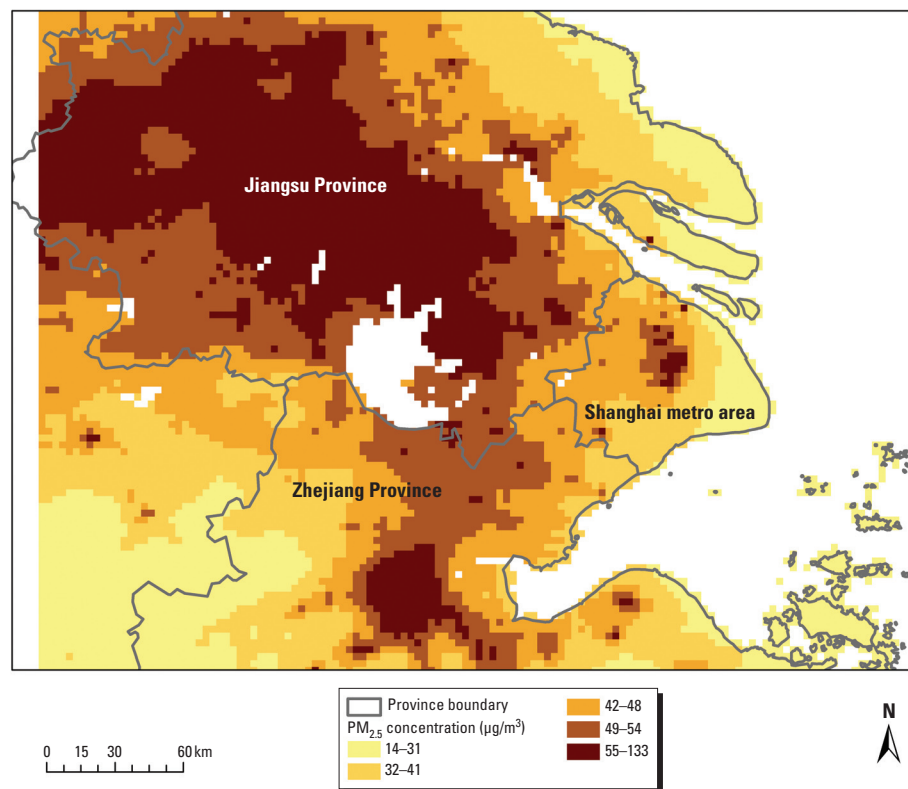 Jiangsu Province
Shanghai metro area
Zhejiang Province
Province boundary
PM2.5 concentration (µg/m³)
14–31
32–41
42–48
49–54
55–133
0 15 30 60 km
N